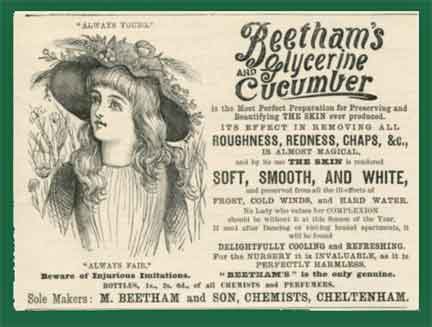 "ALWAYS YOUNG."
"ALWAYS FAIR."
Beetham's
Glycerine
AND
Cucumber
is the Most Perfect Preparation for Preserving and
Beautifying THE SKIN ever produced.
ITS EFFECT IN REMOVING ALL
ROUGHNESS, REDNESS, CHAPS, &c.,
IS ALMOST MAGICAL,
and by its use THE SKIN is rendered
SOFT, SMOOTH, AND WHITE,
and preserved from all the ill-effects of
FROST, COLD WINDS, and HARD WATER.
No Lady who values her COMPLEXION
should be without it at this Season of the Year.
If used after Dancing or visiting heated apartments, it
will be found
DELIGHTFULLY COOLING and REFRESHING.
For the NURSERY it is INVALUABLE, as it is
PERFECTLY HARMLESS.
Beware of Injurious Imitations. "BEETHAM'S" is the only genuine.
BOTTLES, 1s., 2s. 6d., of all CHEMISTS and PERFUMERS.
Sole Makers: M. BEETHAM and SON, CHEMISTS, CHELTENHAM.